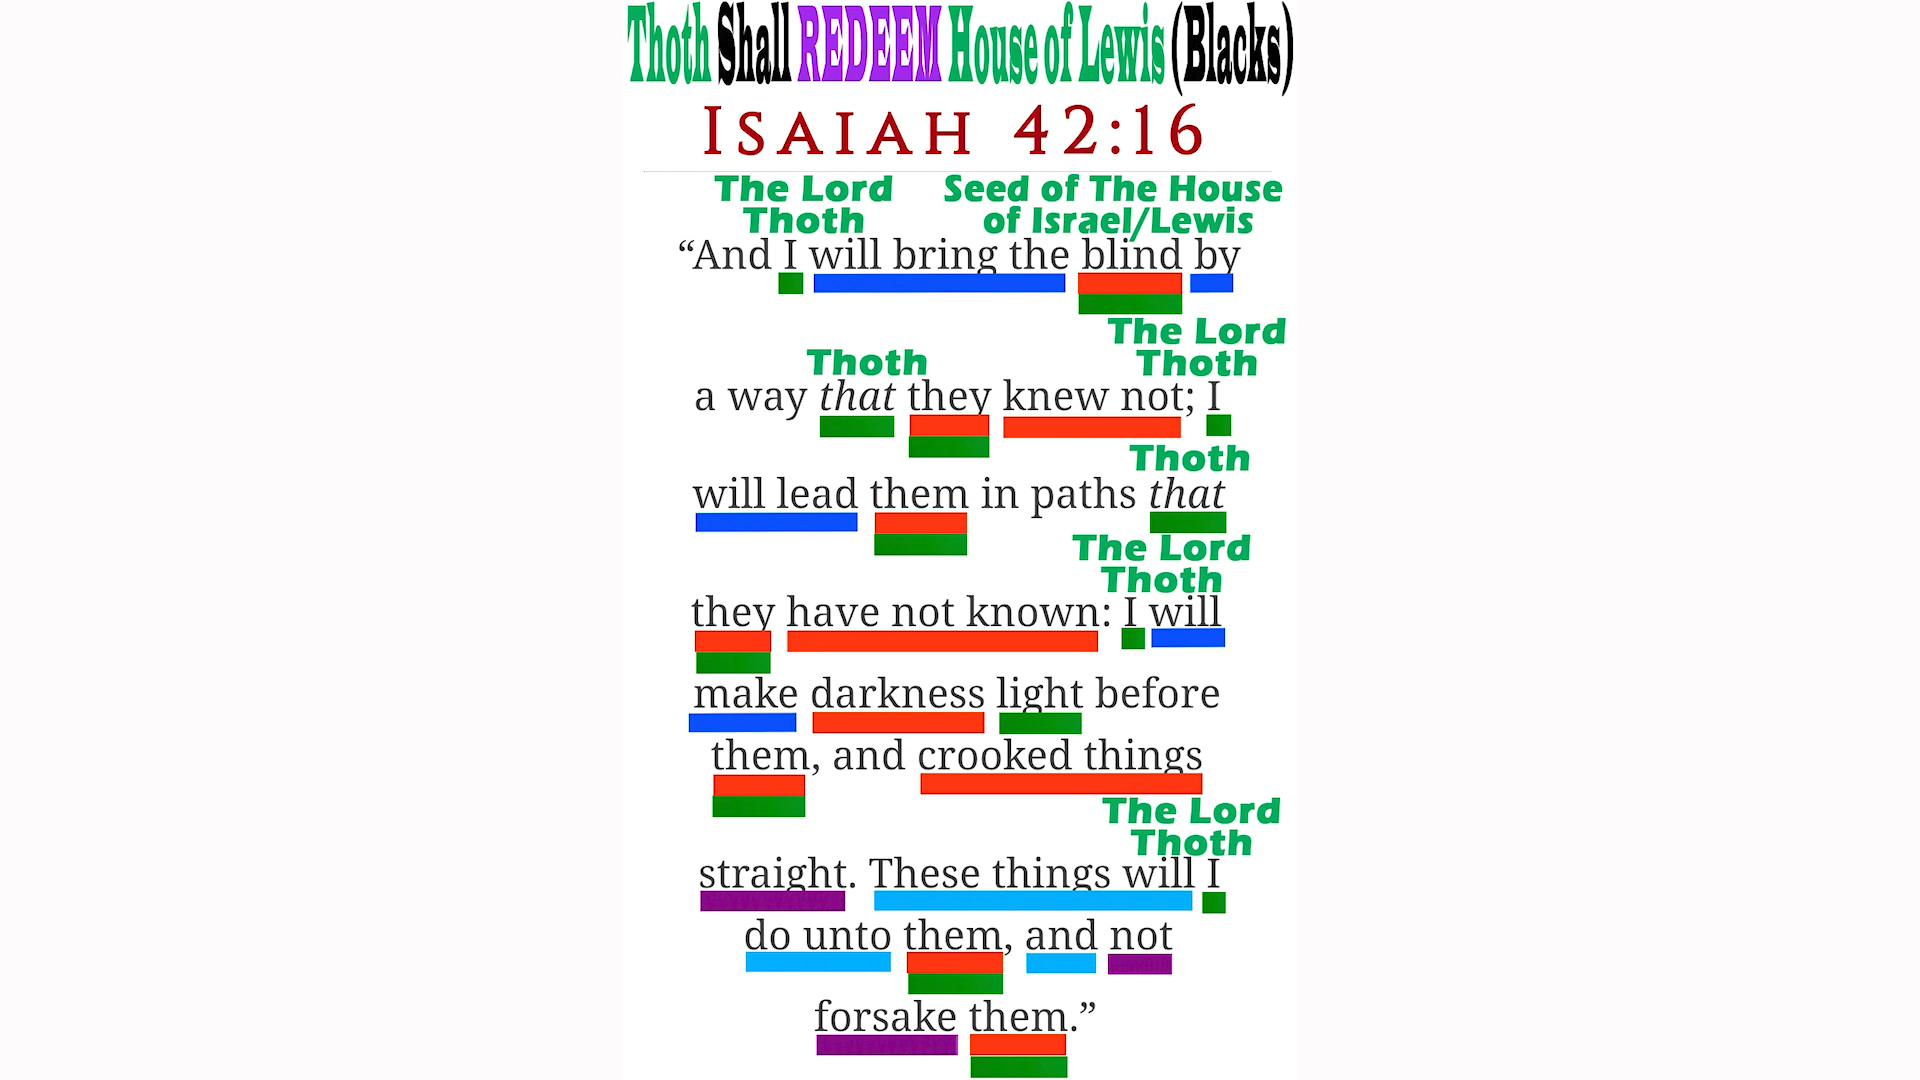 Thoth Shall REDEEM House of Lewis (Blacks)
ISAIAH 42:16
The Lord Thoth
Seed of The House of Israel/Lewis
“And I will bring the blind by
Thoth
The Lord Thoth
a way that they knew not; I
Thoth
will lead them in paths that
The Lord Thoth
they have not known: I will
make darkness light before
them, and crooked things
The Lord Thoth
straight. These things will I
do unto them, and not
forsake them.”